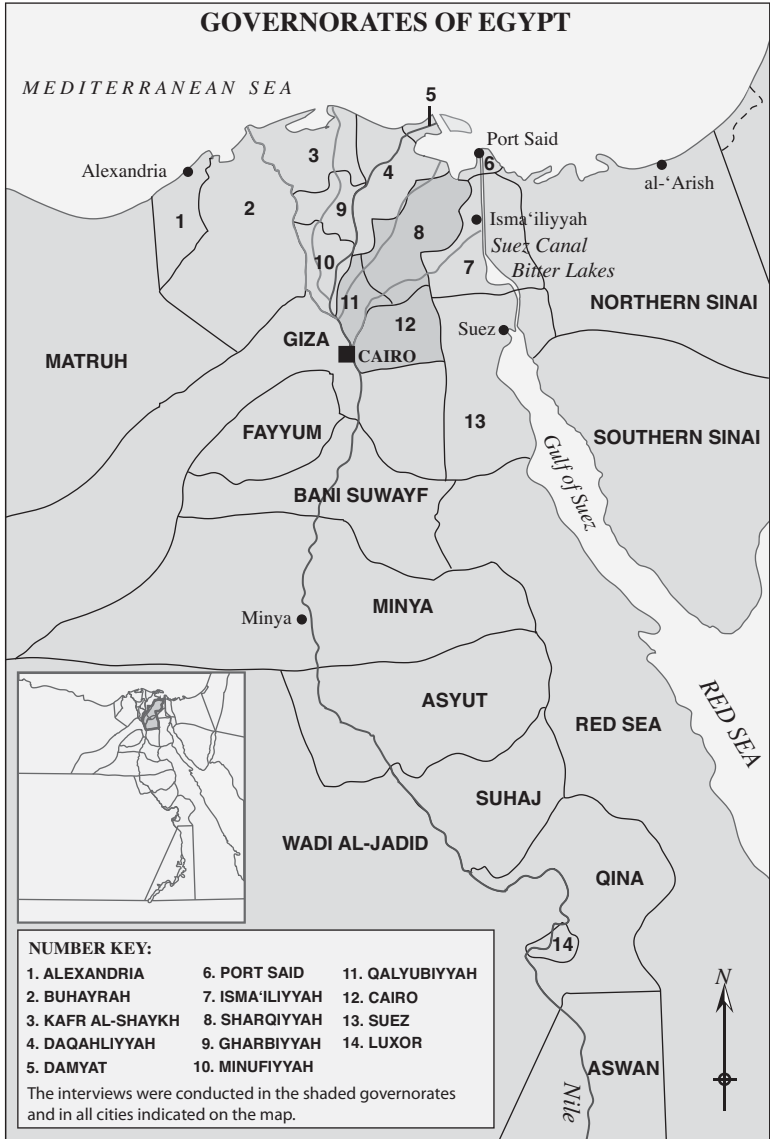 GOVERNORATES OF EGYPT
MEDITERRANEAN SEA
5
Port Said
3
6
Alexandria
4
al-‘Arish
1
2
9
8
Isma‘iliyyah
Suez Canal
10
7
Bitter Lakes
11
NORTHERN SINAI
12
GIZA
Suez
MATRUH
CAIRO
13
FAYYUM
SOUTHERN SINAI
Gulf of Suez
BANI SUWAYF
Minya
MINYA
ASYUT
RED SEA
RED SEA
SUHAJ
WADI AL-JADID
QINA
14
NUMBER KEY:
1. ALEXANDRIA
2. BUHAYRAH
3. KAFR AL-SHAYKH
4. DAQAHLIYYAH
5. DAMYAT
6. PORT SAID
7. ISMA‘ILIYYAH
8. SHARQIYYAH
9. GHARBIYYAH
10. MINUFIYYAH
11. QALYUBIYYAH
12. CAIRO
13. SUEZ
14. LUXOR
The interviews were conducted in the shaded governorates
and in all cities indicated on the map.
N
ASWAN
Nile